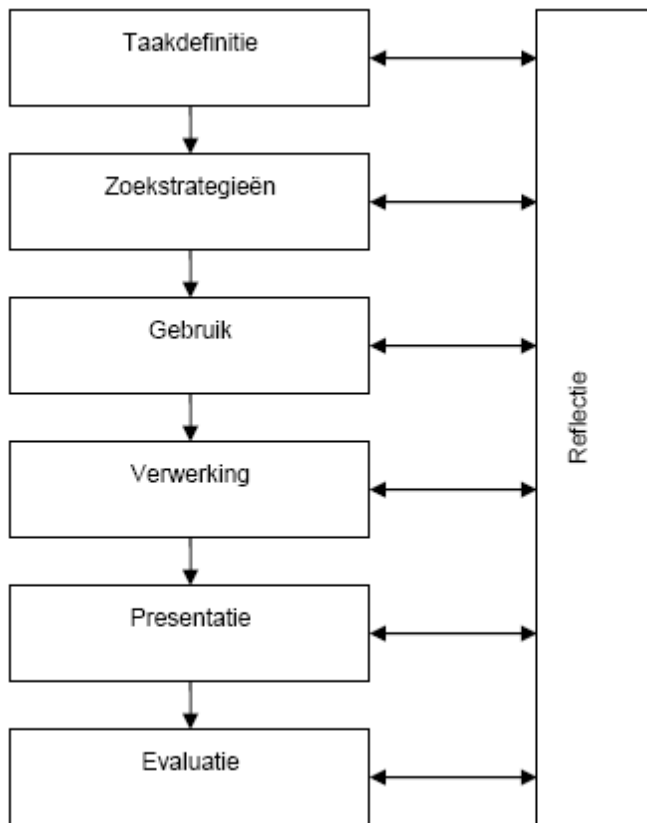 Taakdefinitie
Zoekstrategieën
Gebruik
Verwerking
Presentatie
Evaluatie
Reflectie